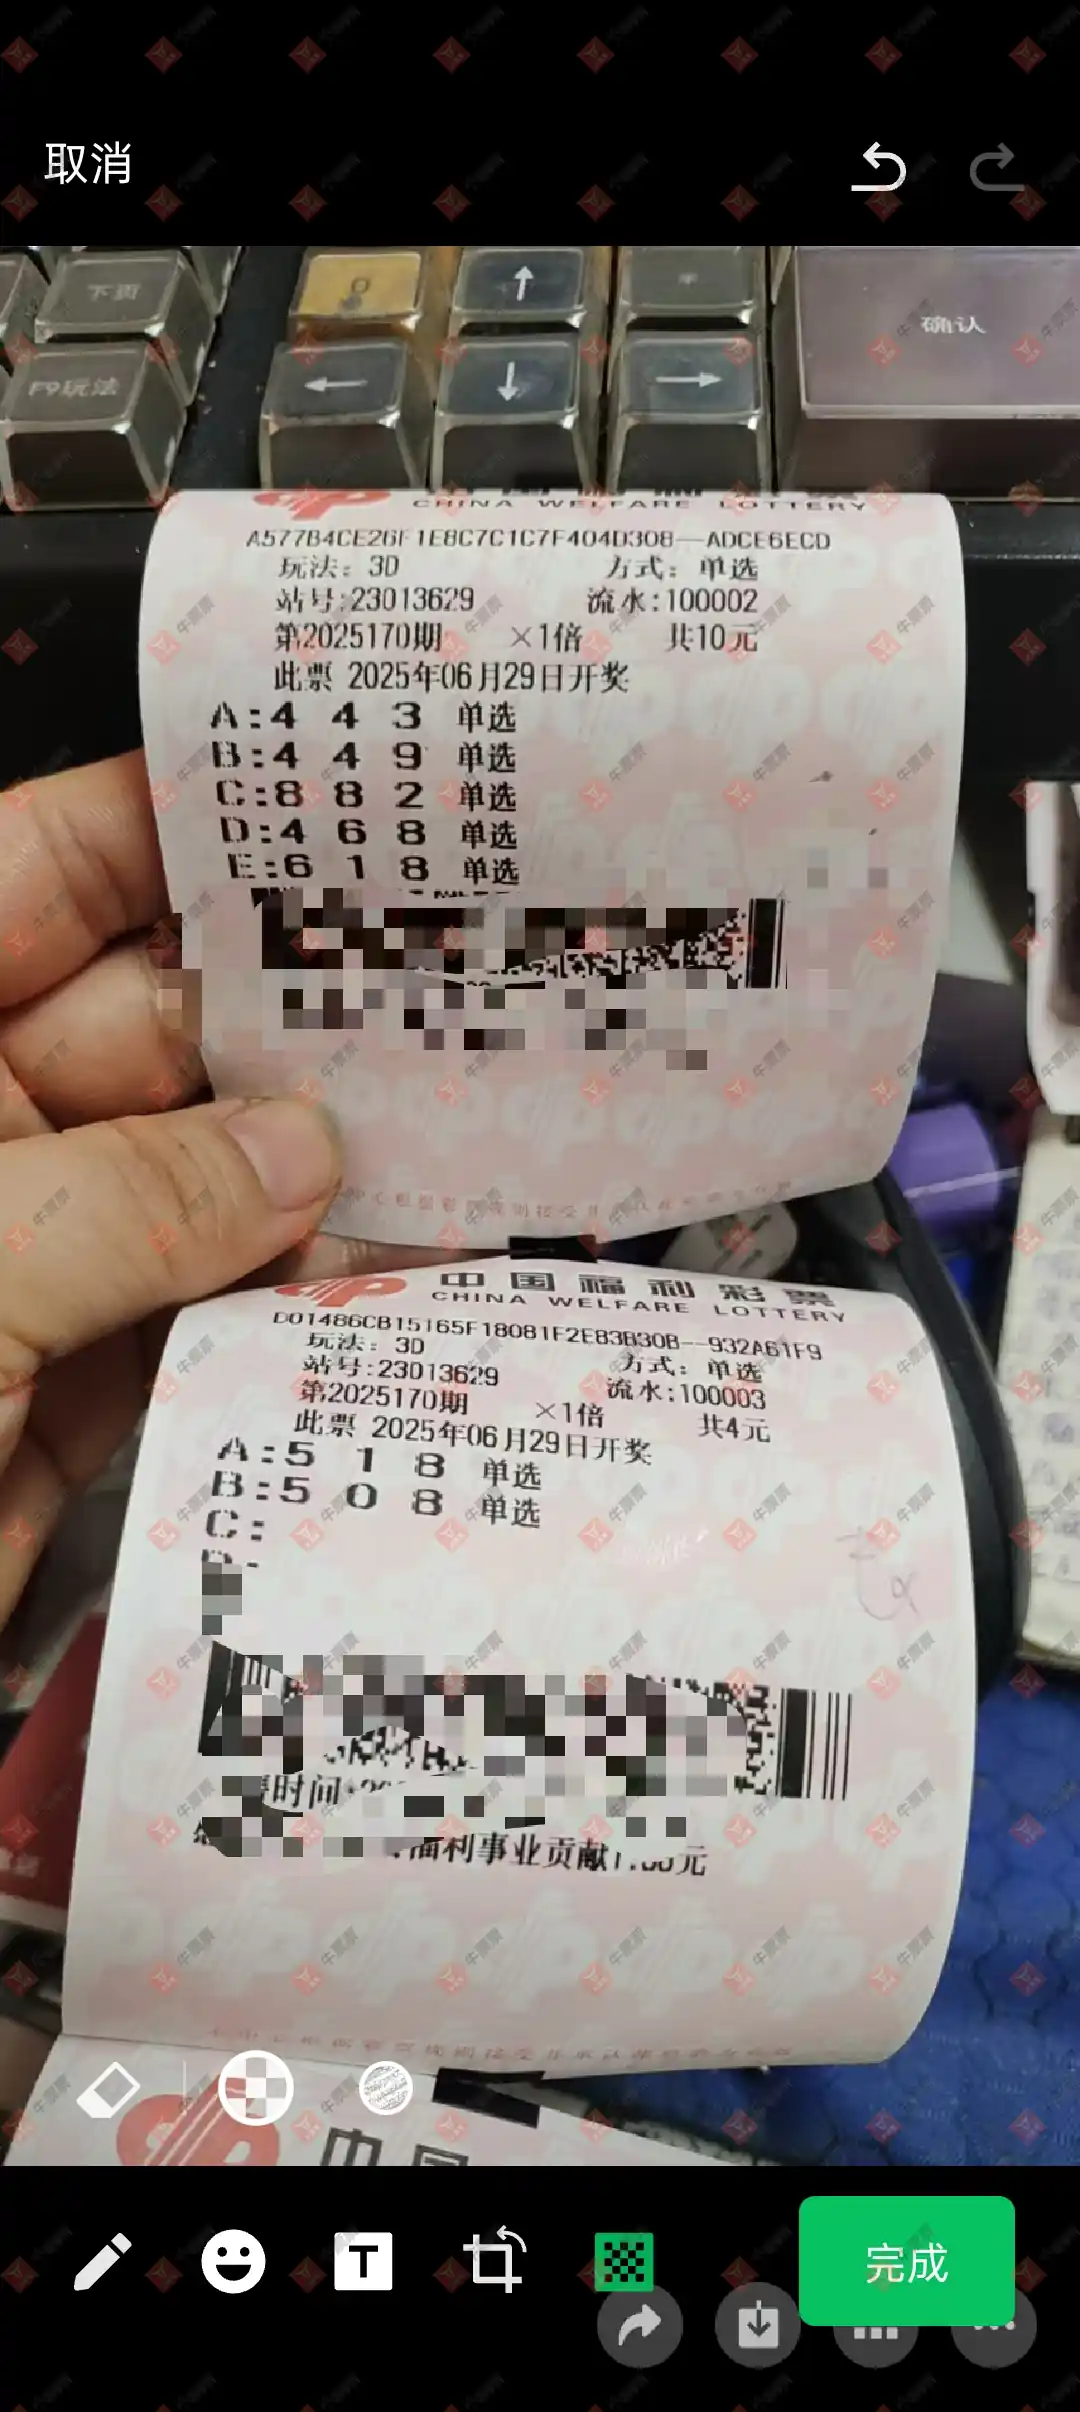 取消
下页
0
确认
F9玩法
CHINA WELFARE LOTTERY
A577B4CE26F1E8C7C1C7F404D308—ADCE6ECD
玩法: 3D 方式: 单选
站号:23013629 流水:100002
第2025170期 ×1倍 共10元
此票 2025年06月29日开奖
A:4 4 3 单选
B:4 4 9 单选
C:8 8 2 单选
D:4 6 8 单选
E:6 1 8 单选
中国福利彩票
CHINA WELFARE LOTTERY
D01486CB15165F18081F2E83B30B--932A61F9
玩法: 3D 方式: 单选
站号:23013629 流水:100003
第2025170期 ×1倍 共4元
此票 2025年06月29日开奖
A:5 1 8 单选
B:5 0 8 单选
C:
D:
时间:
福利事业贡献 元
中国
T
完成
牛票票